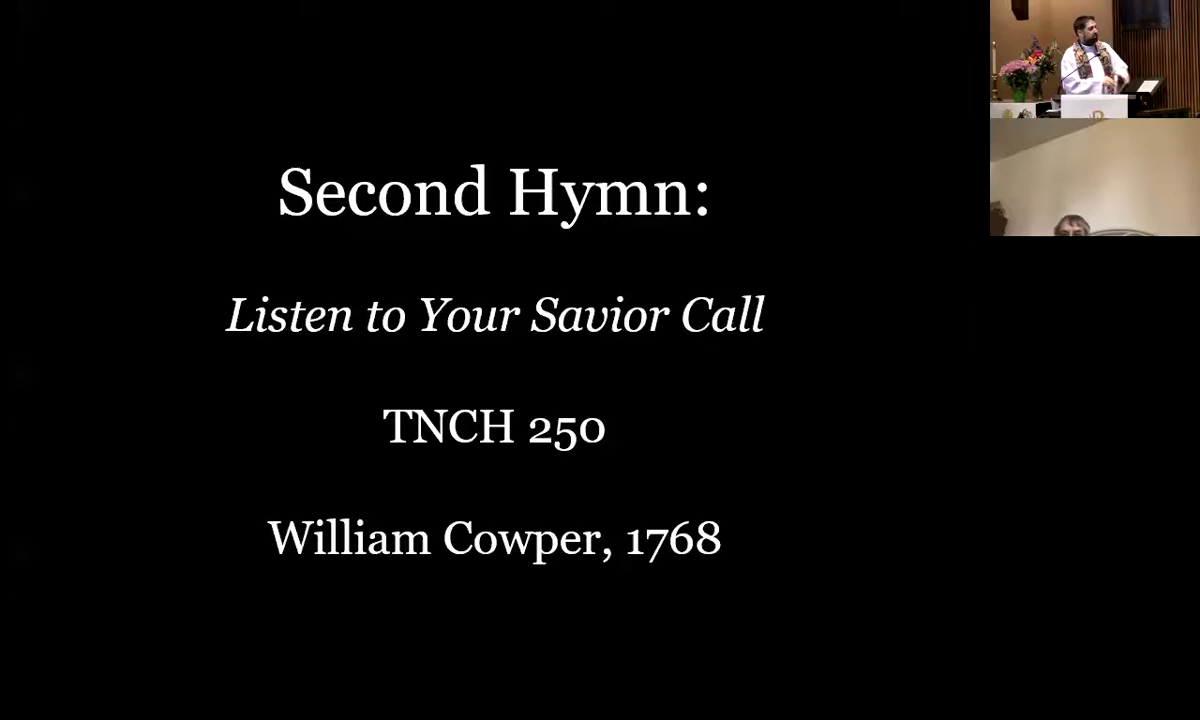 Second Hymn:
Listen to Your Savior Call
TNCH 250
William Cowper, 1768